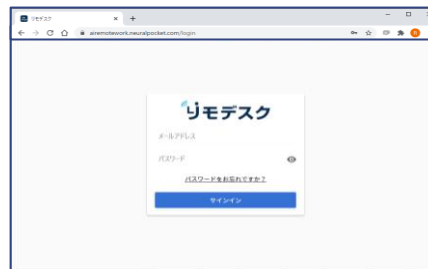 リモデスク
airemotework.neuralpocket.com/login
リモデスク
メールアドレス
パスワード
パスワードをお忘れですか？
サインイン